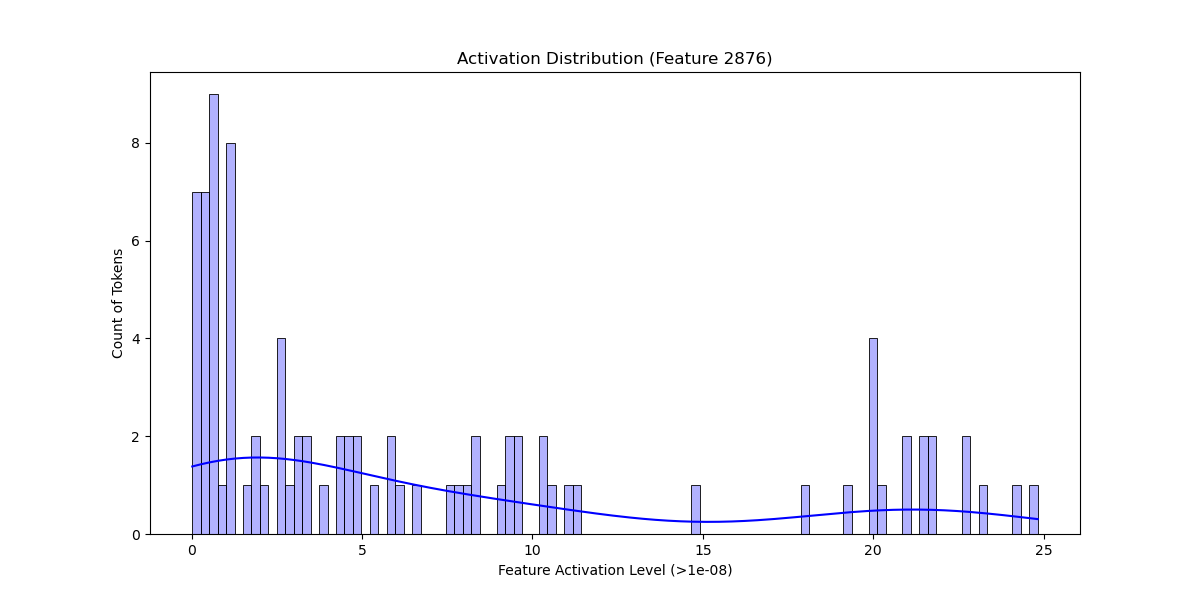 Activation Distribution (Feature 2876)
8
6
4
2
0
Count of Tokens
0 5 10 15 20 25
Feature Activation Level (>1e-08)